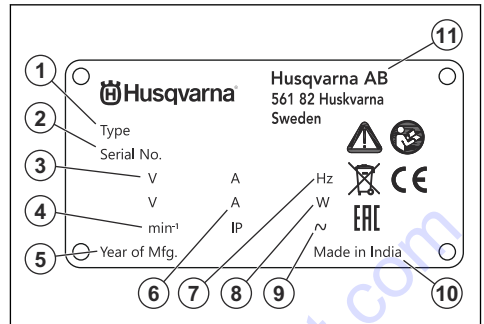 11
1
Husqvarna
Husqvarna AB
561 82 Huskvarna
Sweden
2
Type
Serial No.
3
V A Hz
CE
V A W
EAC
4
min-1 IP ~
5
Year of Mfg.
Made in India
6 7 8 9 10